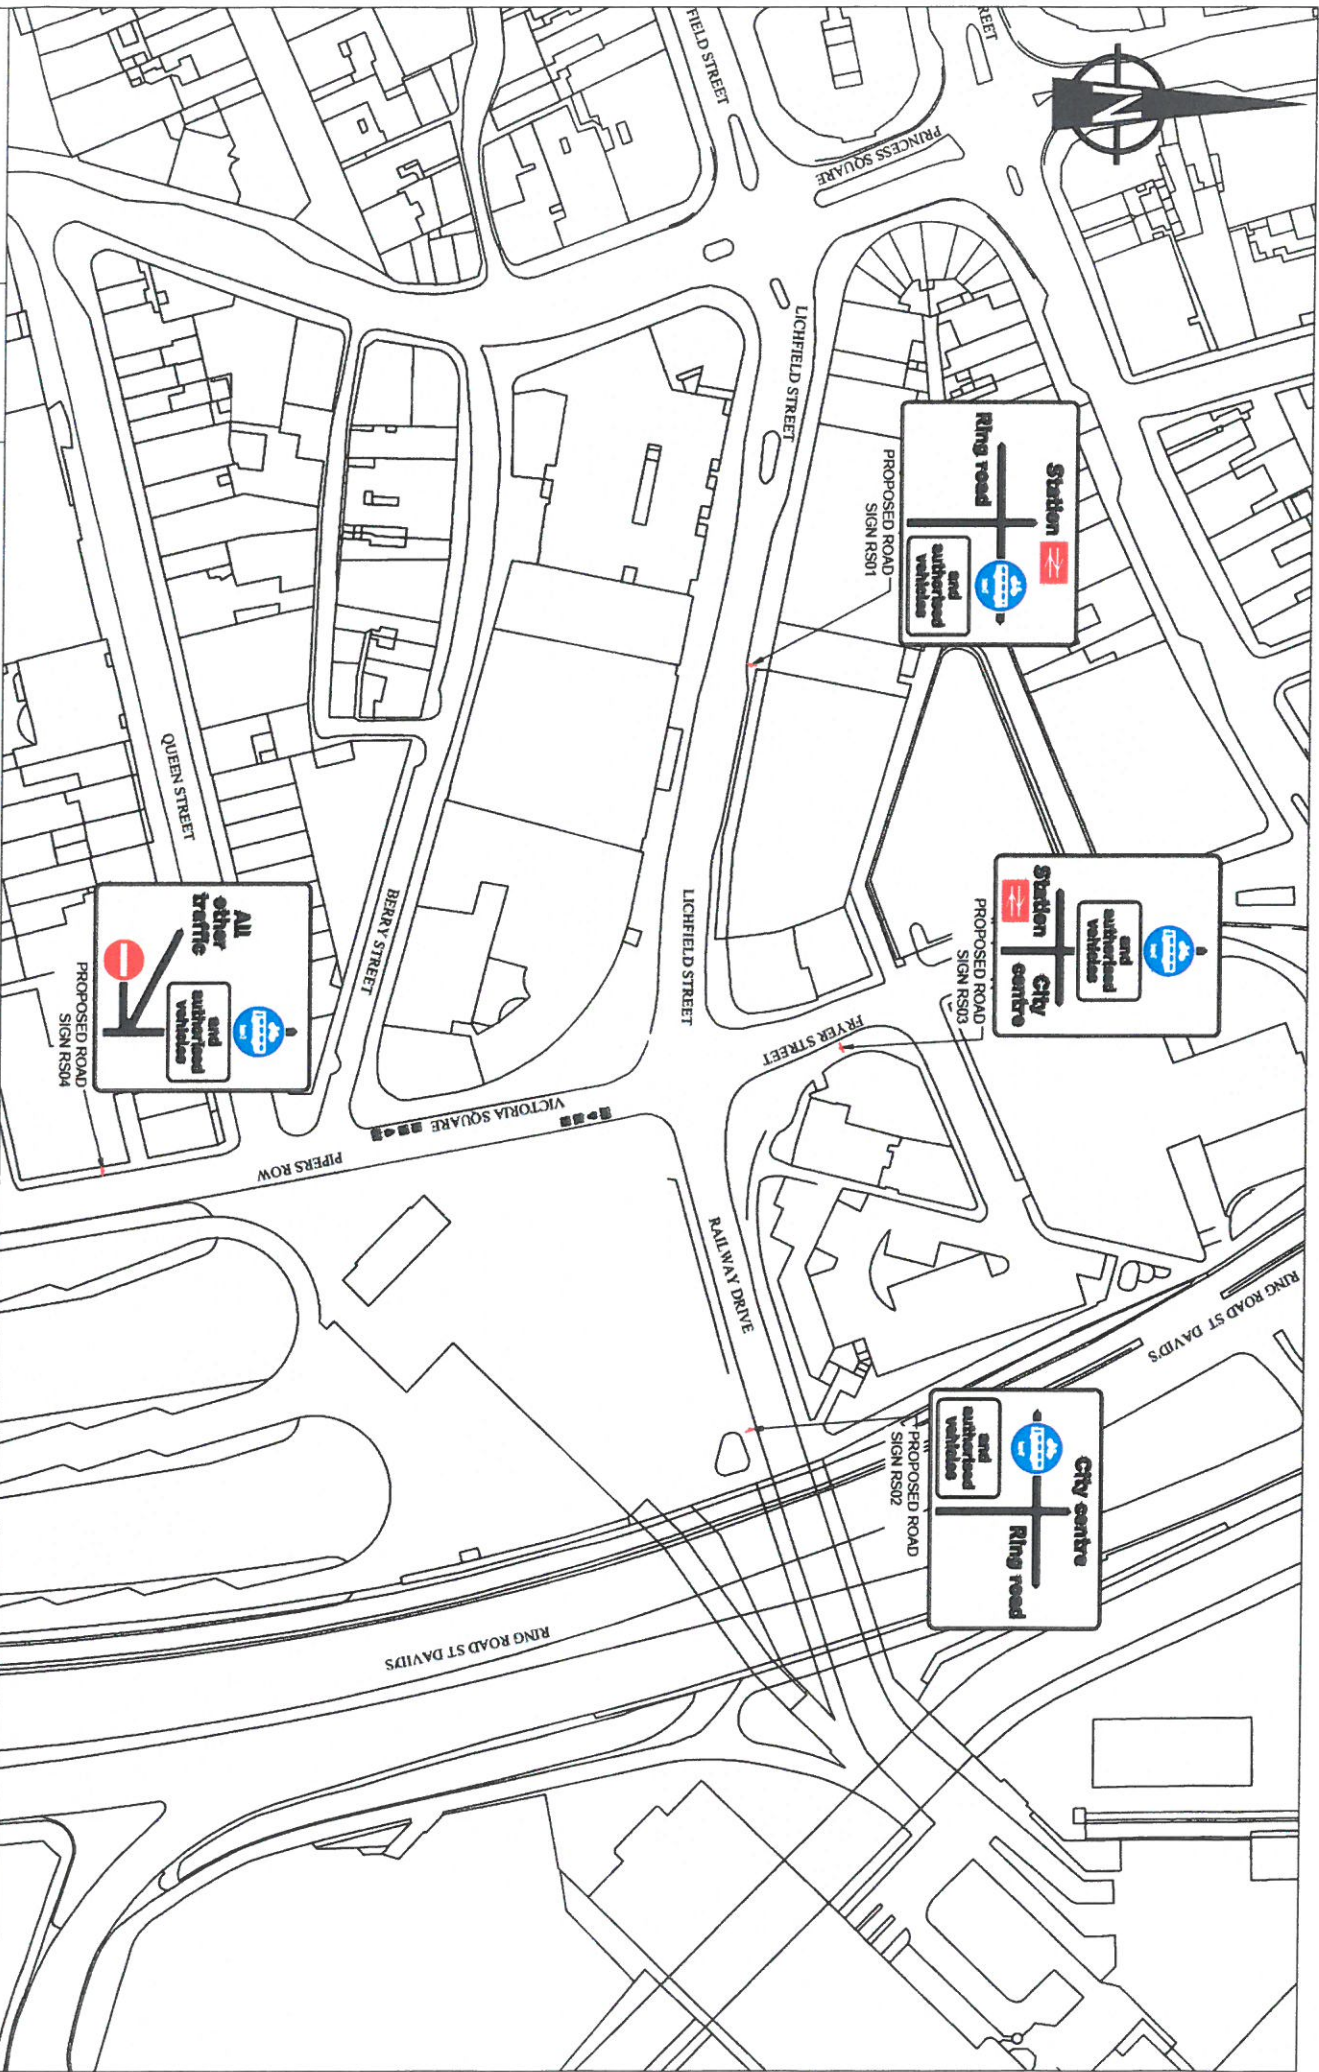 REET
N
FIELD STREET
PRINCESS SQUARE
LICHFIELD STREET
Station
Ring road
and
authorised
vehicles
PROPOSED ROAD
SIGN RS01
and
authorised
vehicles
Station
City
centre
PROPOSED ROAD
SIGN RS03
QUEEN STREET
BERRY STREET
LICHFIELD STREET
FRYER STREET
All
other
traffic
and
authorised
vehicles
PROPOSED ROAD
SIGN RS04
VICTORIA SQUARE
PIPERS ROW
RAILWAY DRIVE
RING ROAD ST DAVID'S
City centre
Ring road
and
authorised
vehicles
PROPOSED ROAD
SIGN RS02
RING ROAD ST DAVID'S